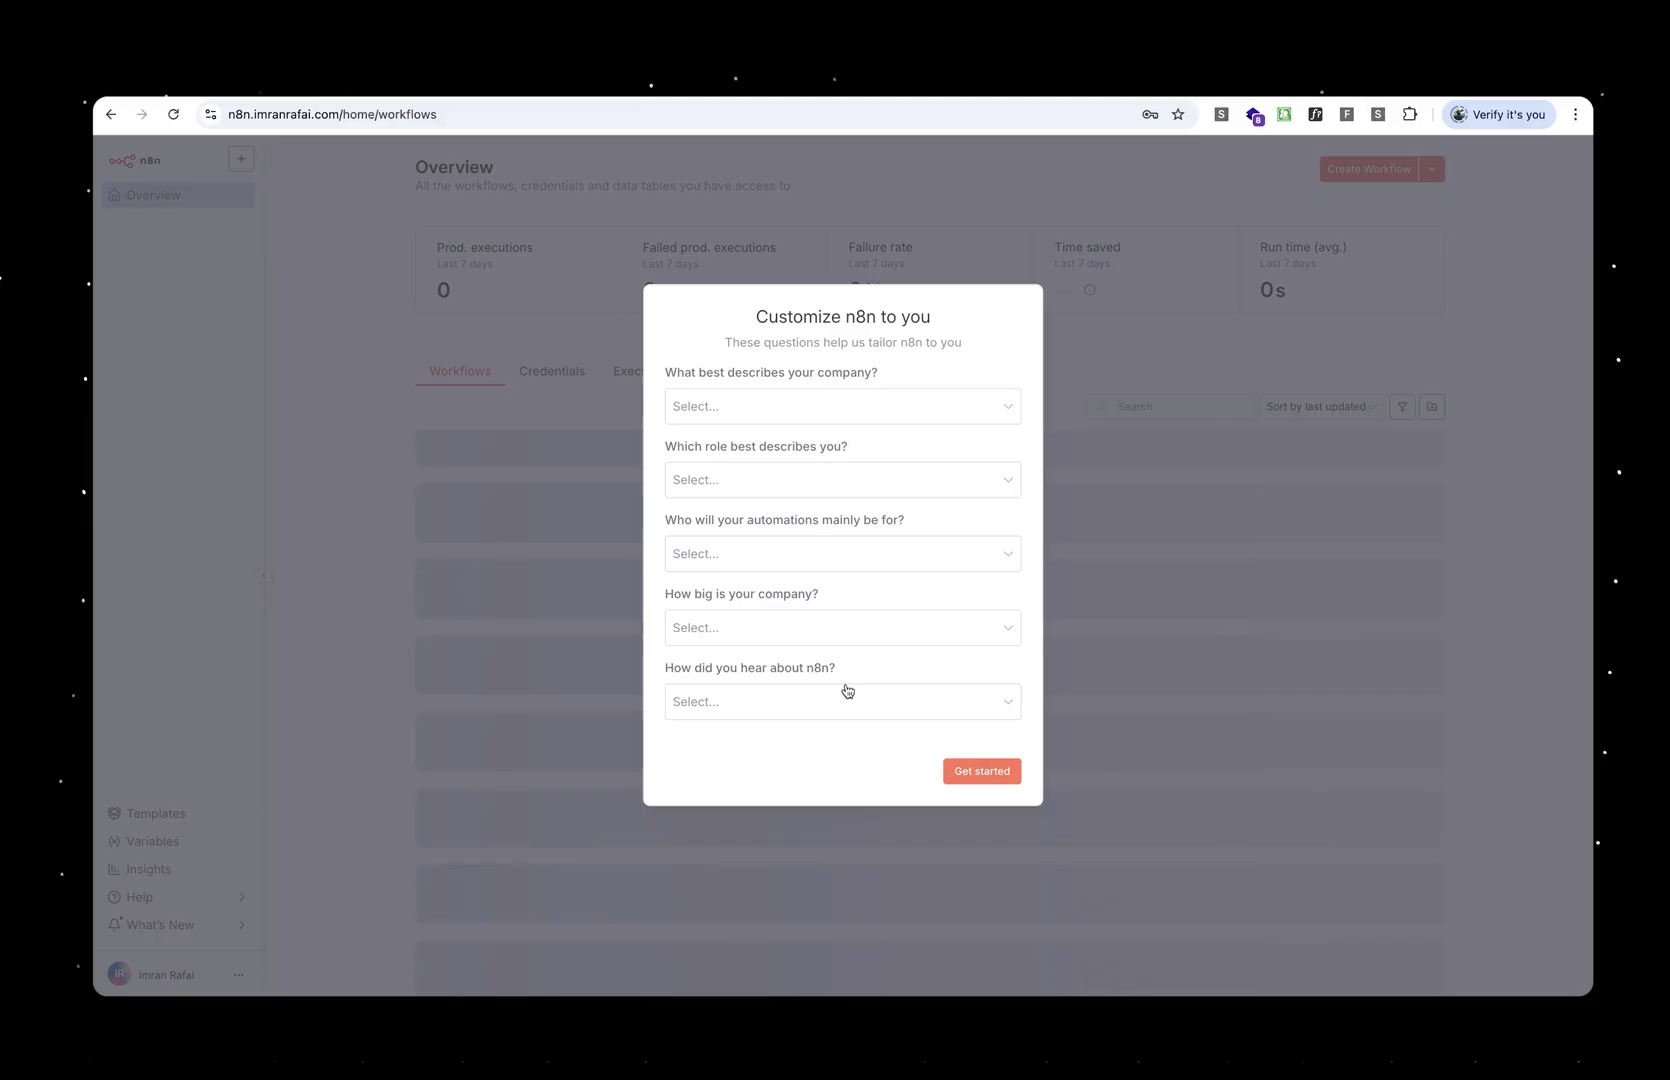 n8n.imranrafai.com/home/workflows
Verify it's you
n8n
Overview
Overview
All the workflows, credentials and data tables you have access to
Create Workflow
Prod. executions
Last 7 days
0
Failed prod. executions
Last 7 days
Failure rate
Last 7 days
Time saved
Last 7 days
Run time (avg.)
Last 7 days
0s
Workflows
Credentials
Search
Sort by last updated
Customize n8n to you
These questions help us tailor n8n to you
What best describes your company?
Select...
Which role best describes you?
Select...
Who will your automations mainly be for?
Select...
How big is your company?
Select...
How did you hear about n8n?
Select...
Get started
Templates
Variables
Insights
Help
What's New
IR
Imran Rafai